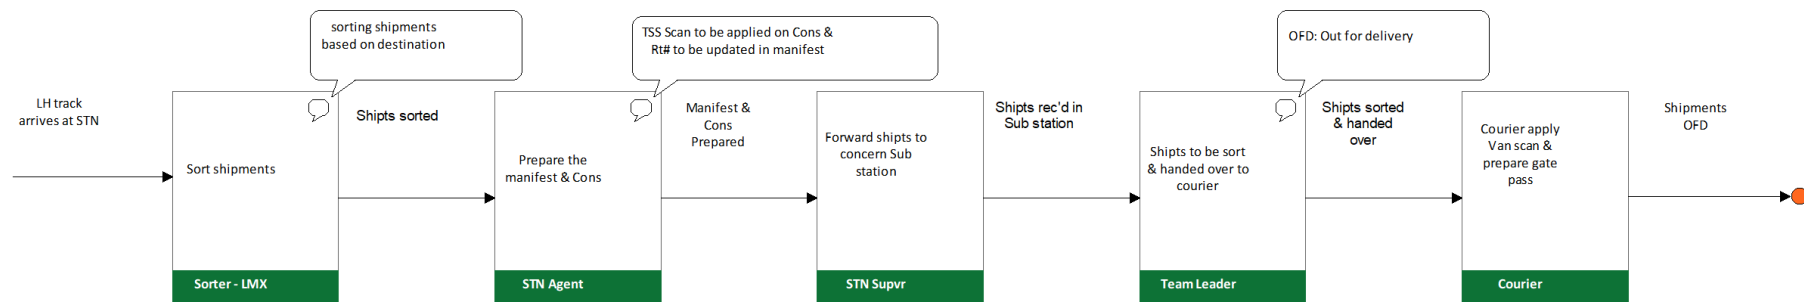 sorting shipments
based on destination
TSS Scan to be applied on Cons &
Rt# to be updated in manifest
OFD: Out for delivery
LH track
arrives at STN
Sort shipments
Sorter - LMX
Shipts sorted
Prepare the
manifest & Cons
STN Agent
Manifest &
Cons
Prepared
Forward shipts to
concern Sub
station
STN Supvr
Shipts rec'd in
Sub station
Shipts to be sort
& handed over to
courier
Team Leader
Shipts sorted
& handed
over
Courier apply
Van scan &
prepare gate
pass
Courier
Shipments
OFD